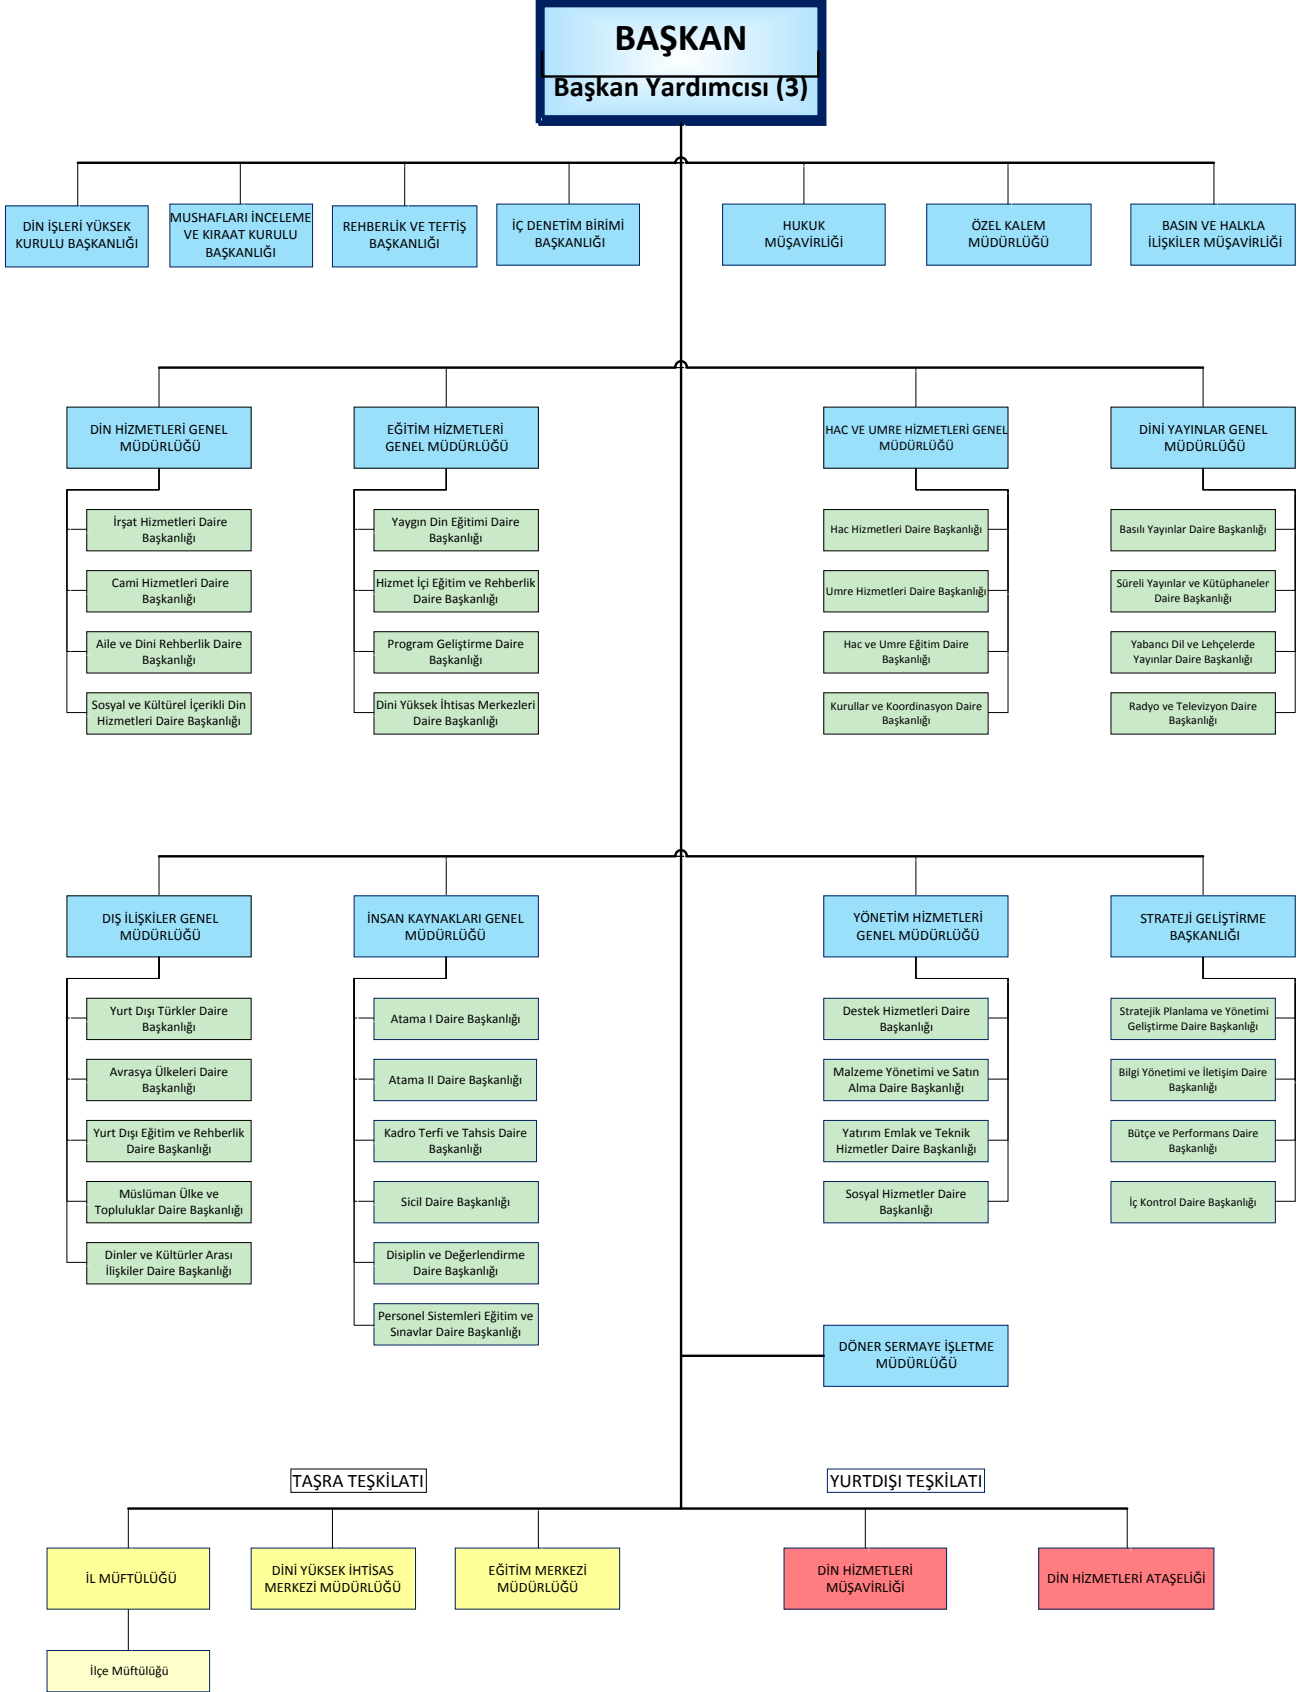 BAŞKAN
Başkan Yardımcısı (3)
DİN İŞLERİ YÜKSEK
KURULU BAŞKANLIĞI
MUSHAFLARI İNCELEME
VE KIRAAT KURULU
BAŞKANLIĞI
REHBERLİK VE TEFTİŞ
BAŞKANLIĞI
İÇ DENETİM BİRİMİ
BAŞKANLIĞI
HUKUK
MÜŞAVİRLİĞİ
ÖZEL KALEM
MÜDÜRLÜĞÜ
BASIN VE HALKLA
İLİŞKİLER MÜŞAVİRLİĞİ
DİN HİZMETLERİ GENEL
MÜDÜRLÜĞÜ
İrşat Hizmetleri Daire
Başkanlığı
Cami Hizmetleri Daire
Başkanlığı
Aile ve Dini Rehberlik Daire
Başkanlığı
Sosyal ve Kültürel İçerikli Din
Hizmetleri Daire Başkanlığı
EĞİTİM HİZMETLERİ
GENEL MÜDÜRLÜĞÜ
Yaygın Din Eğitimi Daire
Başkanlığı
Hizmet İçi Eğitim ve Rehberlik
Daire Başkanlığı
Program Geliştirme Daire
Başkanlığı
Dini Yüksek İhtisas Merkezleri
Daire Başkanlığı
HAC VE UMRE HİZMETLERİ GENEL
MÜDÜRLÜĞÜ
Hac Hizmetleri Daire Başkanlığı
Umre Hizmetleri Daire Başkanlığı
Hac ve Umre Eğitim Daire
Başkanlığı
Kurullar ve Koordinasyon Daire
Başkanlığı
DİNİ YAYINLAR GENEL
MÜDÜRLÜĞÜ
Basılı Yayınlar Daire Başkanlığı
Süreli Yayınlar ve Kütüphaneler
Daire Başkanlığı
Yabancı Dil ve Lehçelerde
Yayınlar Daire Başkanlığı
Radyo ve Televizyon Daire
Başkanlığı
DIŞ İLİŞKİLER GENEL
MÜDÜRLÜĞÜ
Yurt Dışı Türkler Daire
Başkanlığı
Avrasya Ülkeleri Daire
Başkanlığı
Yurt Dışı Eğitim ve Rehberlik
Daire Başkanlığı
Müslüman Ülke ve
Topluluklar Daire Başkanlığı
Dinler ve Kültürler Arası
İlişkiler Daire Başkanlığı
İNSAN KAYNAKLARI GENEL
MÜDÜRLÜĞÜ
Atama I Daire Başkanlığı
Atama II Daire Başkanlığı
Kadro Terfi ve Tahsis Daire
Başkanlığı
Sicil Daire Başkanlığı
Disiplin ve Değerlendirme
Daire Başkanlığı
Personel Sistemleri Eğitim ve
Sınavlar Daire Başkanlığı
YÖNETİM HİZMETLERİ
GENEL MÜDÜRLÜĞÜ
Destek Hizmetleri Daire
Başkanlığı
Malzeme Yönetimi ve Satın
Alma Daire Başkanlığı
Yatırım Emlak ve Teknik
Hizmetler Daire Başkanlığı
Sosyal Hizmetler Daire
Başkanlığı
STRATEJİ GELİŞTİRME
BAŞKANLIĞI
Stratejik Planlama ve Yönetimi
Geliştirme Daire Başkanlığı
Bilgi Yönetimi ve İletişim Daire
Başkanlığı
Bütçe ve Performans Daire
Başkanlığı
İç Kontrol Daire Başkanlığı
DÖNER SERMAYE İŞLETME
MÜDÜRLÜĞÜ
TAŞRA TEŞKİLATI
YURTDIŞI TEŞKİLATI
İL MÜFTÜLÜĞÜ
DİNİ YÜKSEK İHTİSAS
MERKEZİ MÜDÜRLÜĞÜ
EĞİTİM MERKEZİ
MÜDÜRLÜĞÜ
DİN HİZMETLERİ
MÜŞAVİRLİĞİ
DİN HİZMETLERİ ATAŞELİĞİ
İlçe Müftülüğü